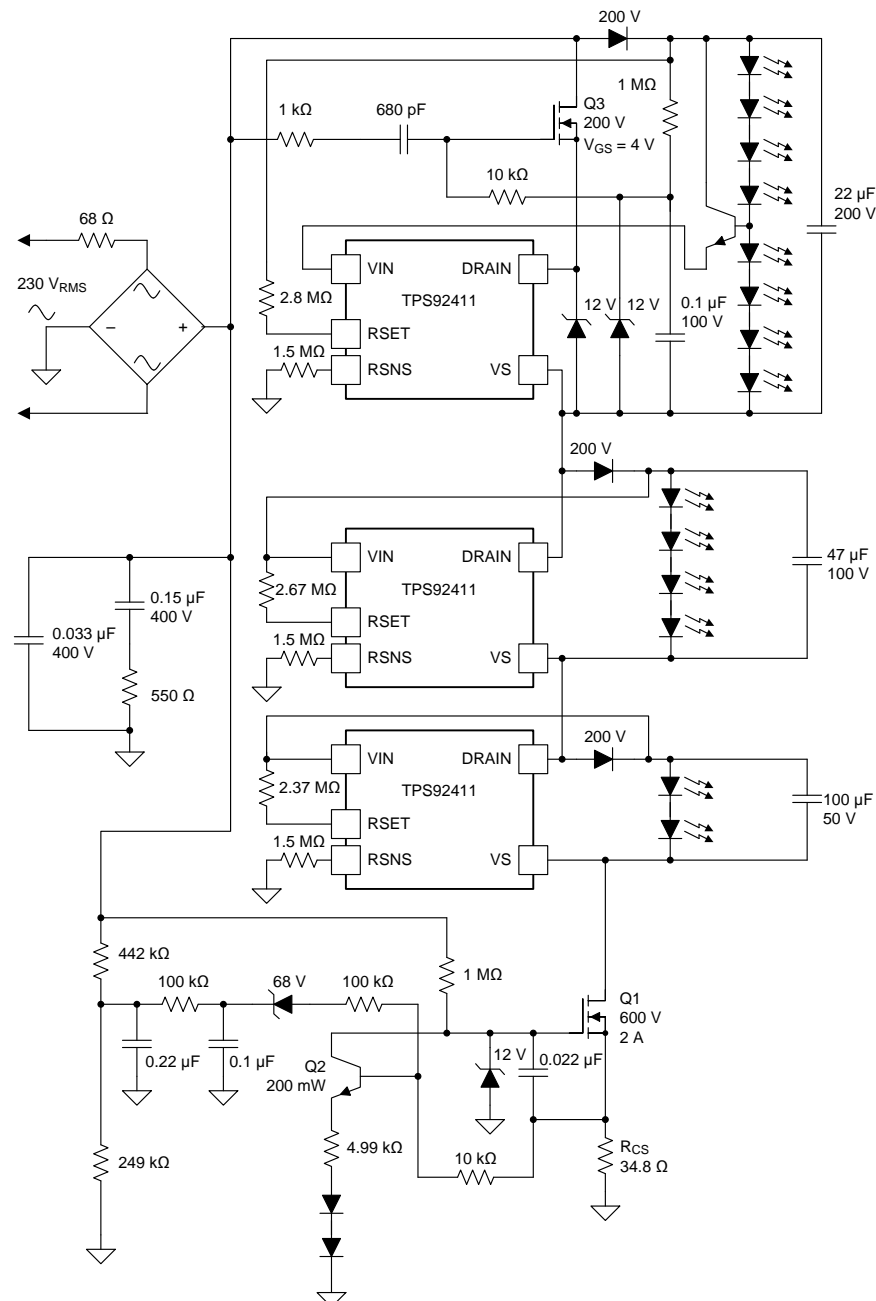 200 V
1 MΩ
1 kΩ
680 pF
Q3
200 V
VGS = 4 V
10 kΩ
22 µF
200 V
68 Ω
230 VRMS
–
+
VIN
DRAIN
2.8 MΩ
TPS92411
12 V
12 V
0.1 µF
100 V
RSET
1.5 MΩ
RSNS
VS
200 V
VIN
DRAIN
2.67 MΩ
TPS92411
47 µF
100 V
RSET
1.5 MΩ
RSNS
VS
0.15 µF
400 V
0.033 µF
400 V
550 Ω
200 V
VIN
DRAIN
2.37 MΩ
TPS92411
100 µF
50 V
RSET
1.5 MΩ
RSNS
VS
442 kΩ
1 MΩ
100 kΩ
68 V
100 kΩ
Q1
600 V
2 A
0.22 µF
0.1 µF
Q2
200 mW
12 V
0.022 µF
4.99 kΩ
249 kΩ
10 kΩ
RCS
34.8 Ω